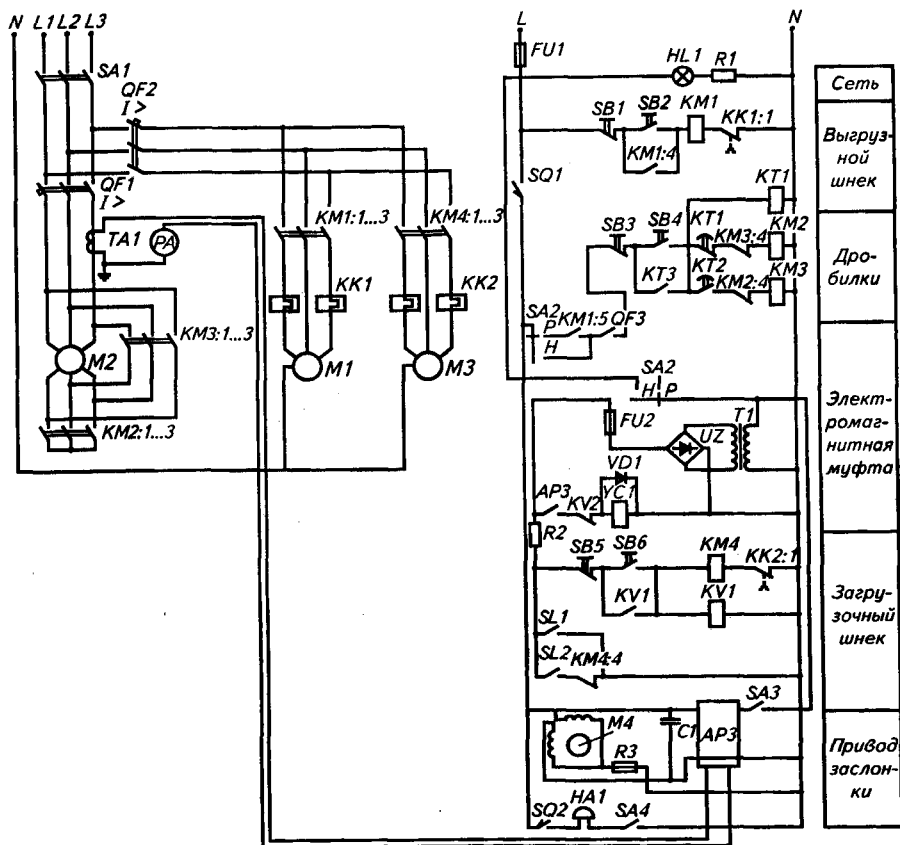 N L1 L2 L3
SA1
QF2
I >
QF1
I >
TA1
PA
KM1:1...3
KM4:1...3
KK1
KK2
KM3:1...3
M2
M1
M3
KM2:1...3
L
N
FU1
HL1
R1
SB1
SB2
KM1
KK1:1
KM1:4
SQ1
KT1
SB3
SB4
KT1
KM3:4
KM2
KT3
KT2
KM2:4
KM3
SA2
P
KM1:5
QF3
H
SA2
H P
FU2
UZ
T1
VD1
AP3
KV2
YC1
R2
SB5
SB6
KM4
KK2:1
KV1
KV1
SL1
SL2
KM4:4
SA3
M4
C1
AP3
R3
SQ2
HA1
SA4
Сеть
Выгруз-
ной
шнек
Дро-
билки
Элект-
ромаг-
нитная
муфта
Загру-
зочный
шнек
Привод
заслон-
ки